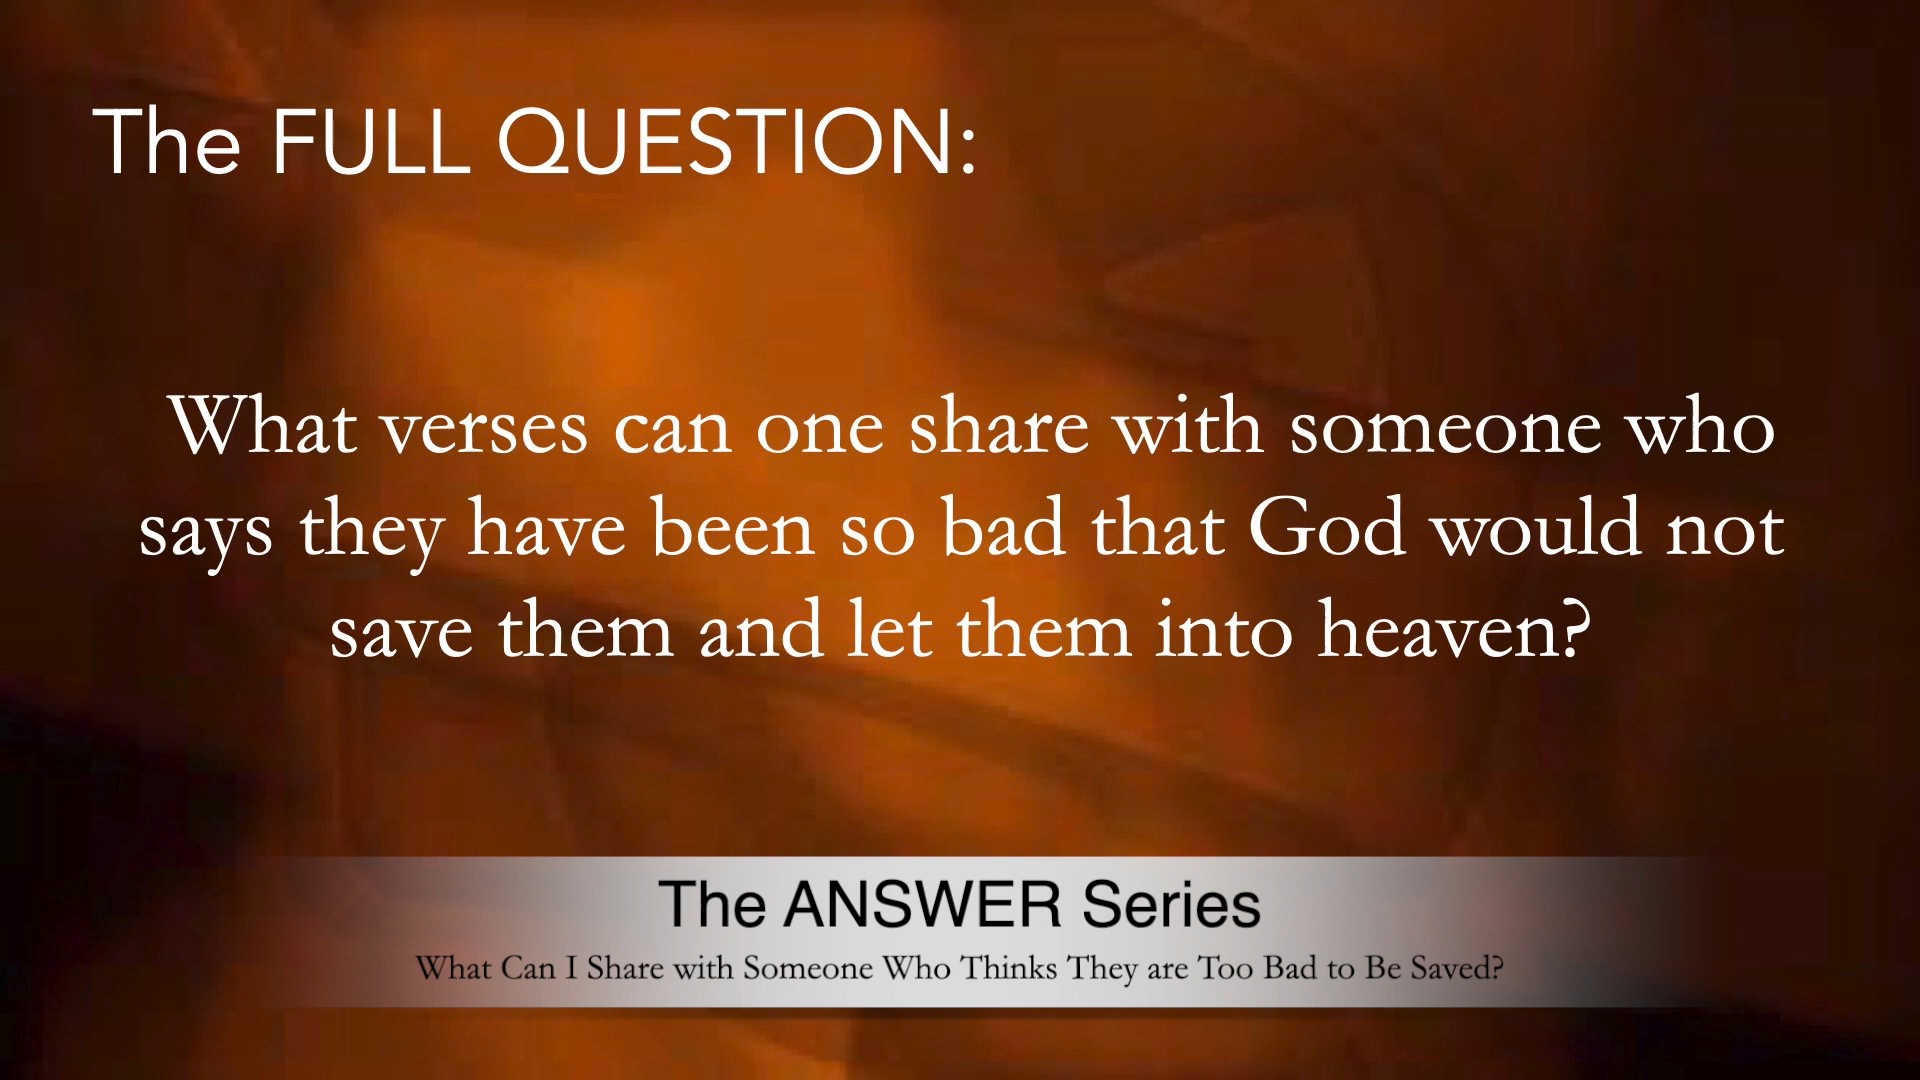 The FULL QUESTION:
What verses can one share with someone who
says they have been so bad that God would not
save them and let them into heaven?
The ANSWER Series
What Can I Share with Someone Who Thinks They are Too Bad to Be Saved?